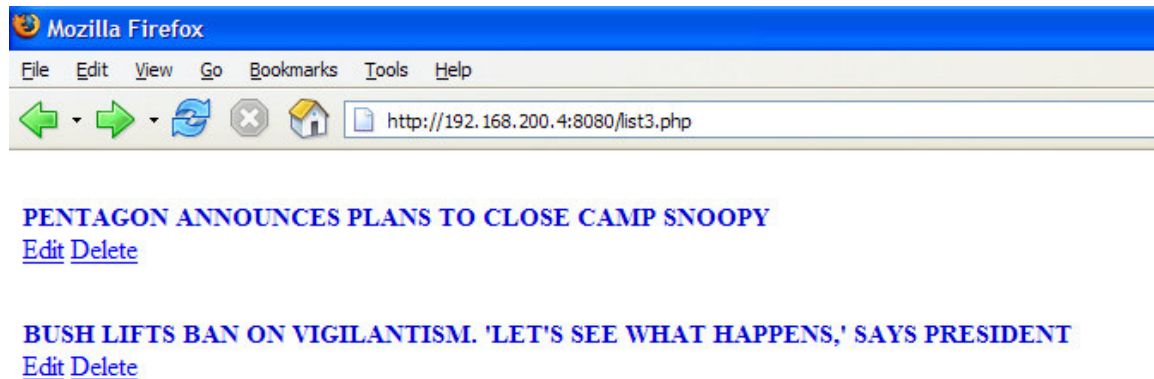 Mozilla Firefox
File Edit View Go Bookmarks Tools Help
http://192.168.200.4:8080/list3.php
PENTAGON ANNOUNCES PLANS TO CLOSE CAMP SNOOPY
Edit Delete
BUSH LIFTS BAN ON VIGILANTISM. 'LET'S SEE WHAT HAPPENS,' SAYS PRESIDENT
Edit Delete